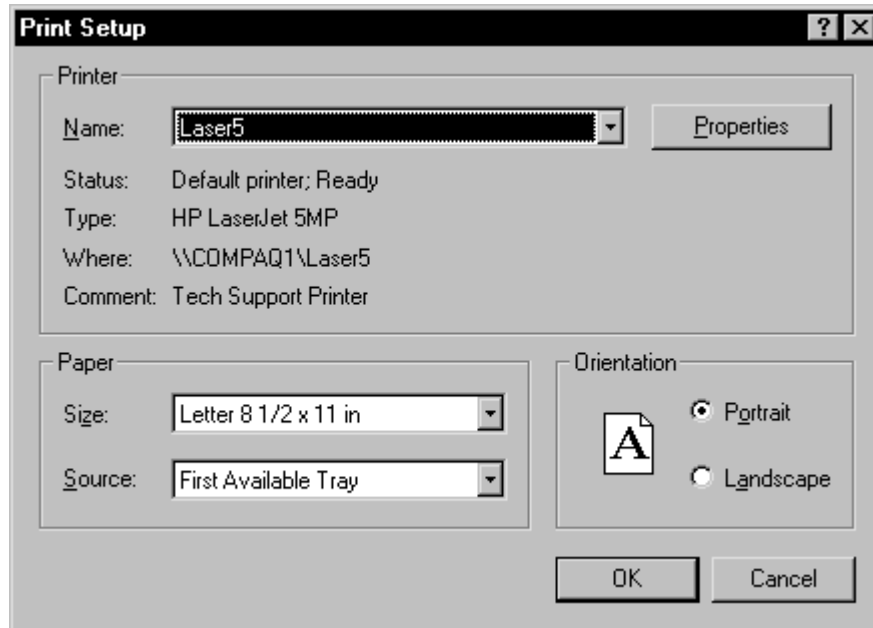 Print Setup
Printer
Name: Laser5 Properties
Status: Default printer; Ready
Type: HP LaserJet 5MP
Where: \\COMPAQ1\Laser5
Comment: Tech Support Printer
Paper
Size: Letter 8 1/2 x 11 in
Source: First Available Tray
Orientation
A
Portrait
Landscape
OK Cancel